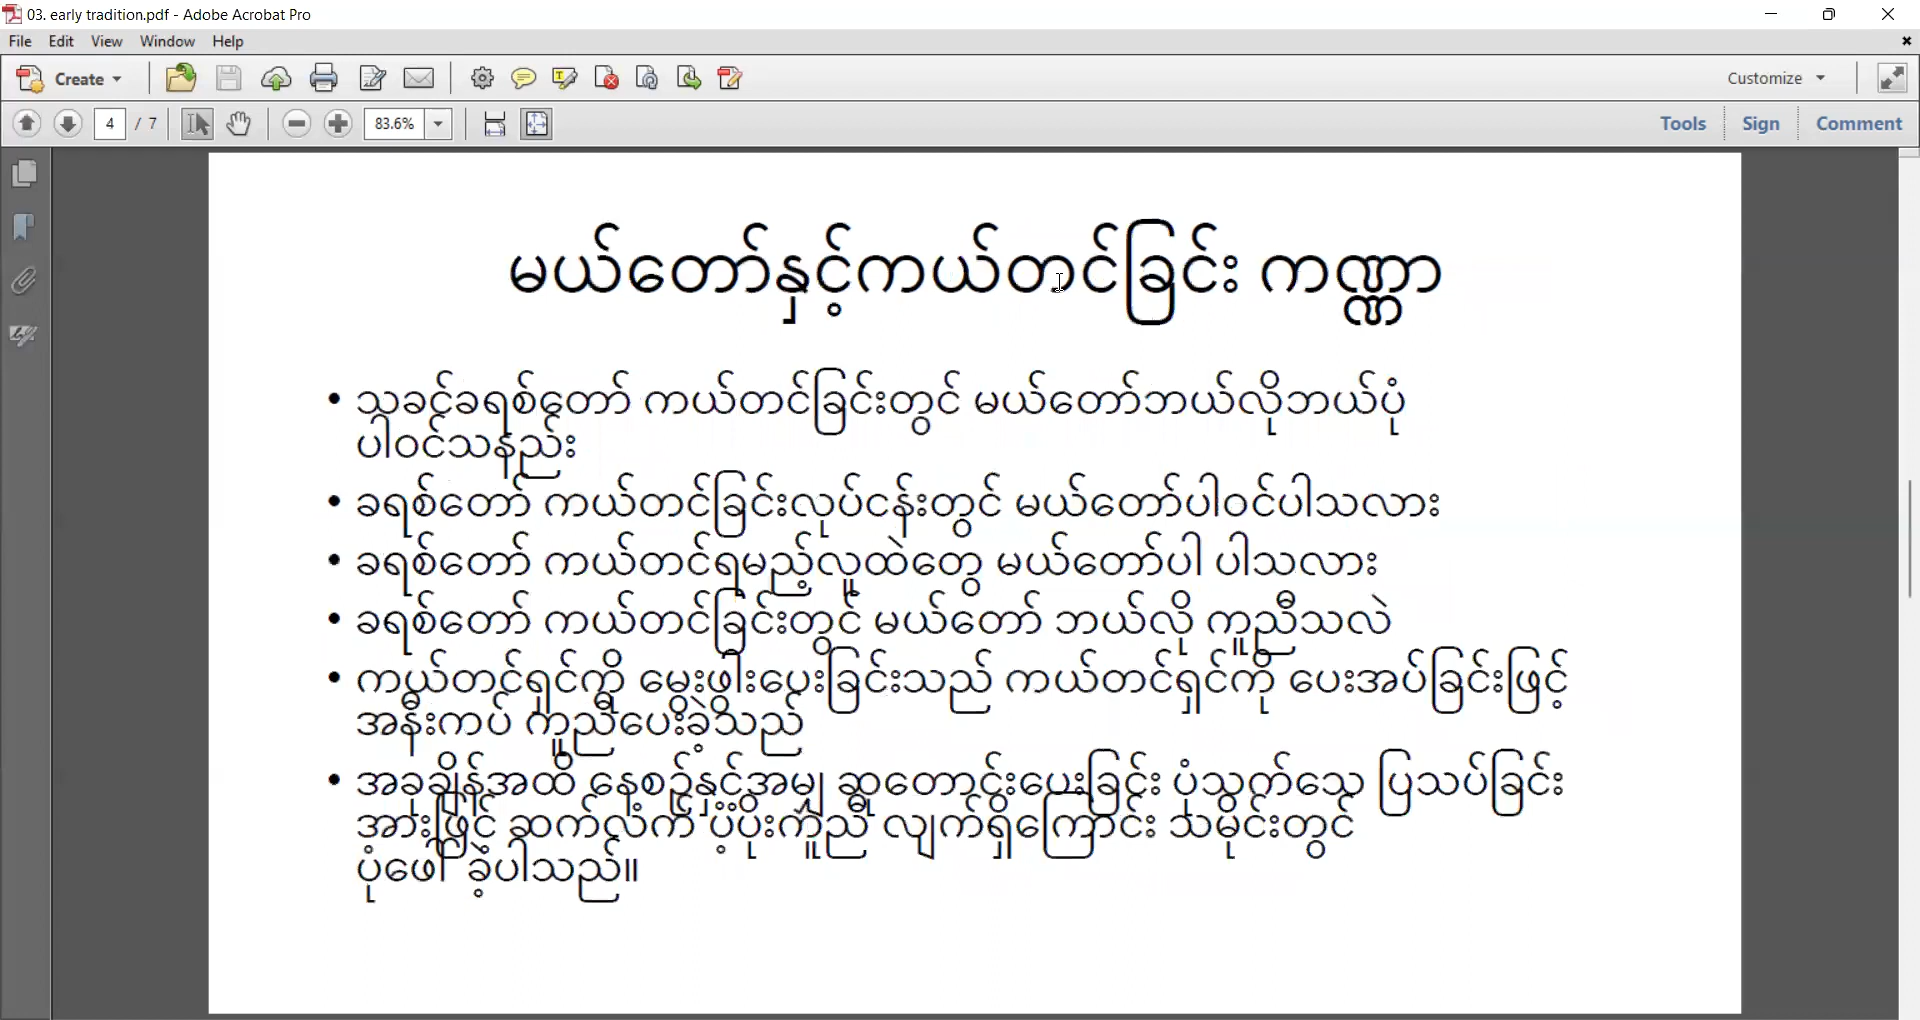 03. early tradition.pdf - Adobe Acrobat Pro
File Edit View Window Help
Create Customize
4 / 7 83.6% Tools Sign Comment
မယ်တော်နှင့်ကယ်တင်ခြင်း ကဏ္ဏာ
• သခင်ခရစ်တော် ကယ်တင်ခြင်းတွင် မယ်တော်ဘယ်လိုဘယ်ပုံ
ပါဝင်သနည်း
• ခရစ်တော် ကယ်တင်ခြင်းလုပ်ငန်းတွင် မယ်တော်ပါဝင်ပါသလား
• ခရစ်တော် ကယ်တင်ရမည့်လူထဲတွေ မယ်တော်ပါ ပါသလား
• ခရစ်တော် ကယ်တင်ခြင်းတွင် မယ်တော် ဘယ်လို ကူညီသလဲ
• ကယ်တင်ရှင်ကို မွေးဖွါးပေးခြင်းသည် ကယ်တင်ရှင်ကို ပေးအပ်ခြင်းဖြင့်
အနီးကပ် ကူညီပေးခဲ့သည်
• အခုချိန်အထိ နေ့စဉ်နှင့်အမျှ ဆုတောင်းပေးခြင်း ပုံသက်သေ ပြသပ်ခြင်း
အားဖြင့် ဆက်လက် ပံ့ပိုးကူညီ လျက်ရှိကြောင်း သမိုင်းတွင်
ပုံဖေါ် ခဲ့ပါသည်။